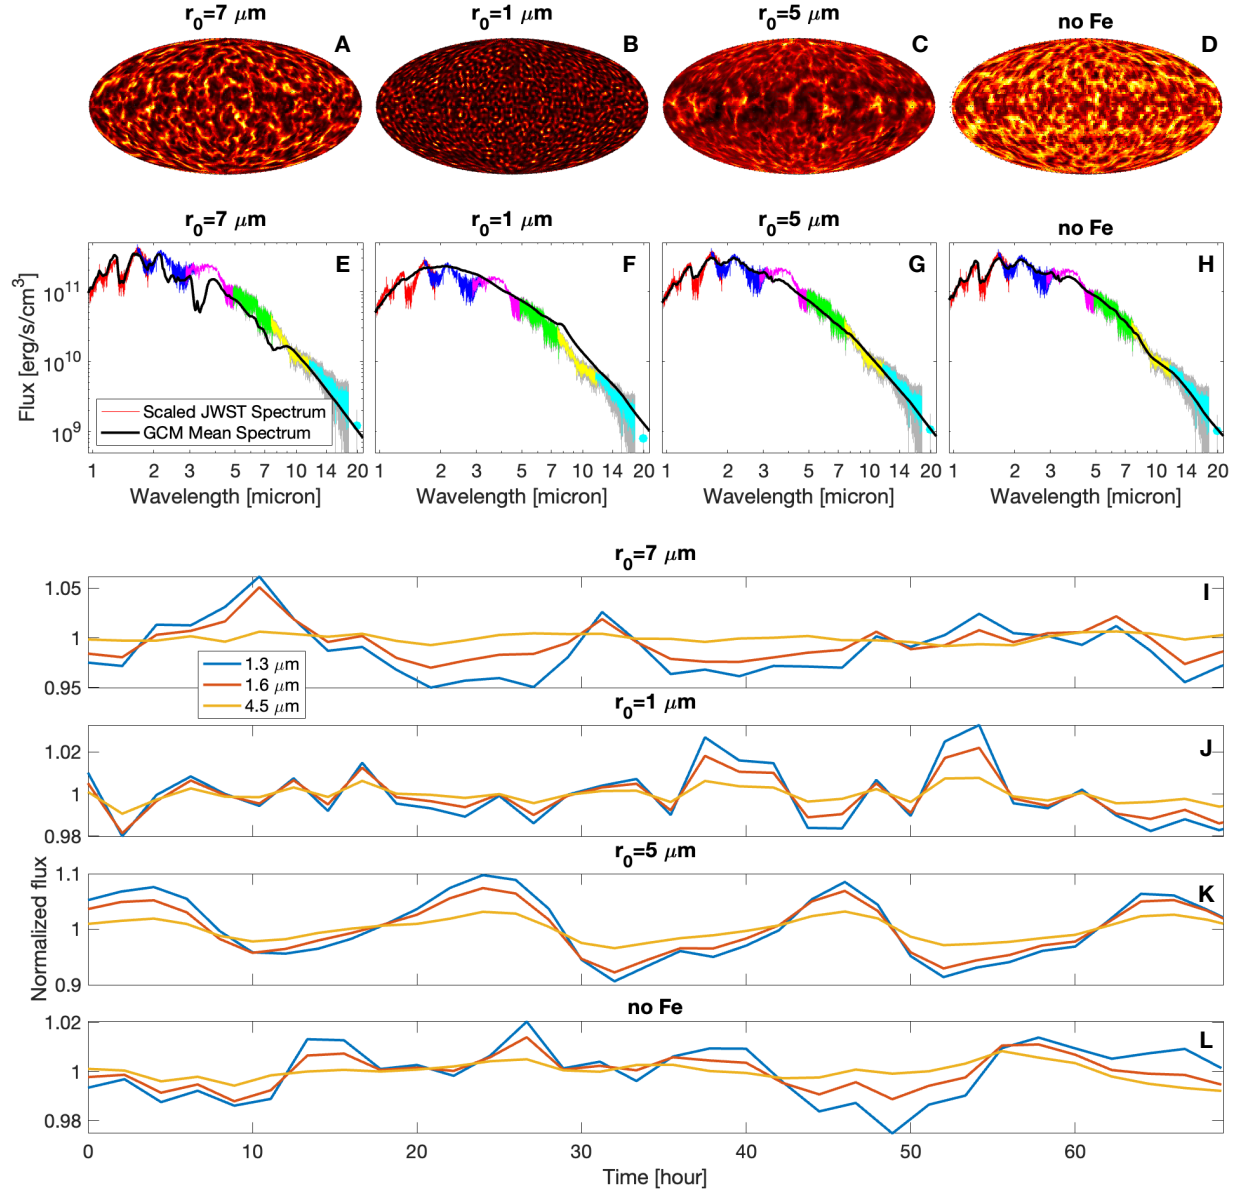 r0=7 μm
r0=1 μm
r0=5 μm
no Fe
A
B
C
D
r0=7 μm
r0=1 μm
r0=5 μm
no Fe
E
F
G
H
Flux [erg/s/cm3]
10^11
10^10
10^9
Scaled JWST Spectrum
GCM Mean Spectrum
1 2 3 5 7 10 14 20
1 2 3 5 7 10 14 20
1 2 3 5 7 10 14 20
1 2 3 5 7 10 14 20
Wavelength [micron]
Wavelength [micron]
Wavelength [micron]
Wavelength [micron]
r0=7 μm
I
1.05
1
0.95
1.3 μm
1.6 μm
4.5 μm
r0=1 μm
J
1.02
1
0.98
r0=5 μm
K
1.1
1
0.9
Normalized flux
no Fe
L
1.02
1
0.98
0 10 20 30 40 50 60
Time [hour]